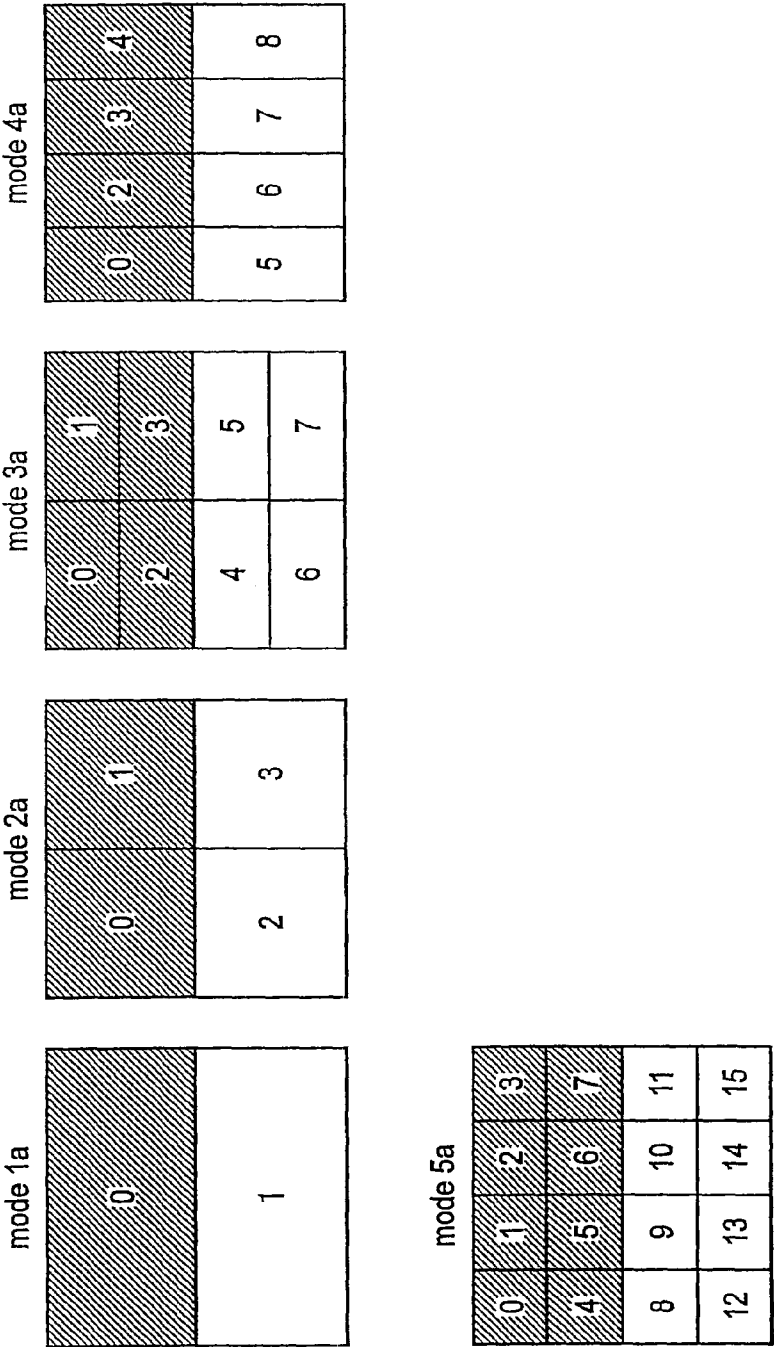 mode 1a
0
1
mode 2a
0 1
2 3
mode 3a
0 1
2 3
4 5
6 7
mode 4a
0 2 3 4
5 6 7 8
mode 5a
0 1 2 3
4 5 6 7
8 9 10 11
12 13 14 15